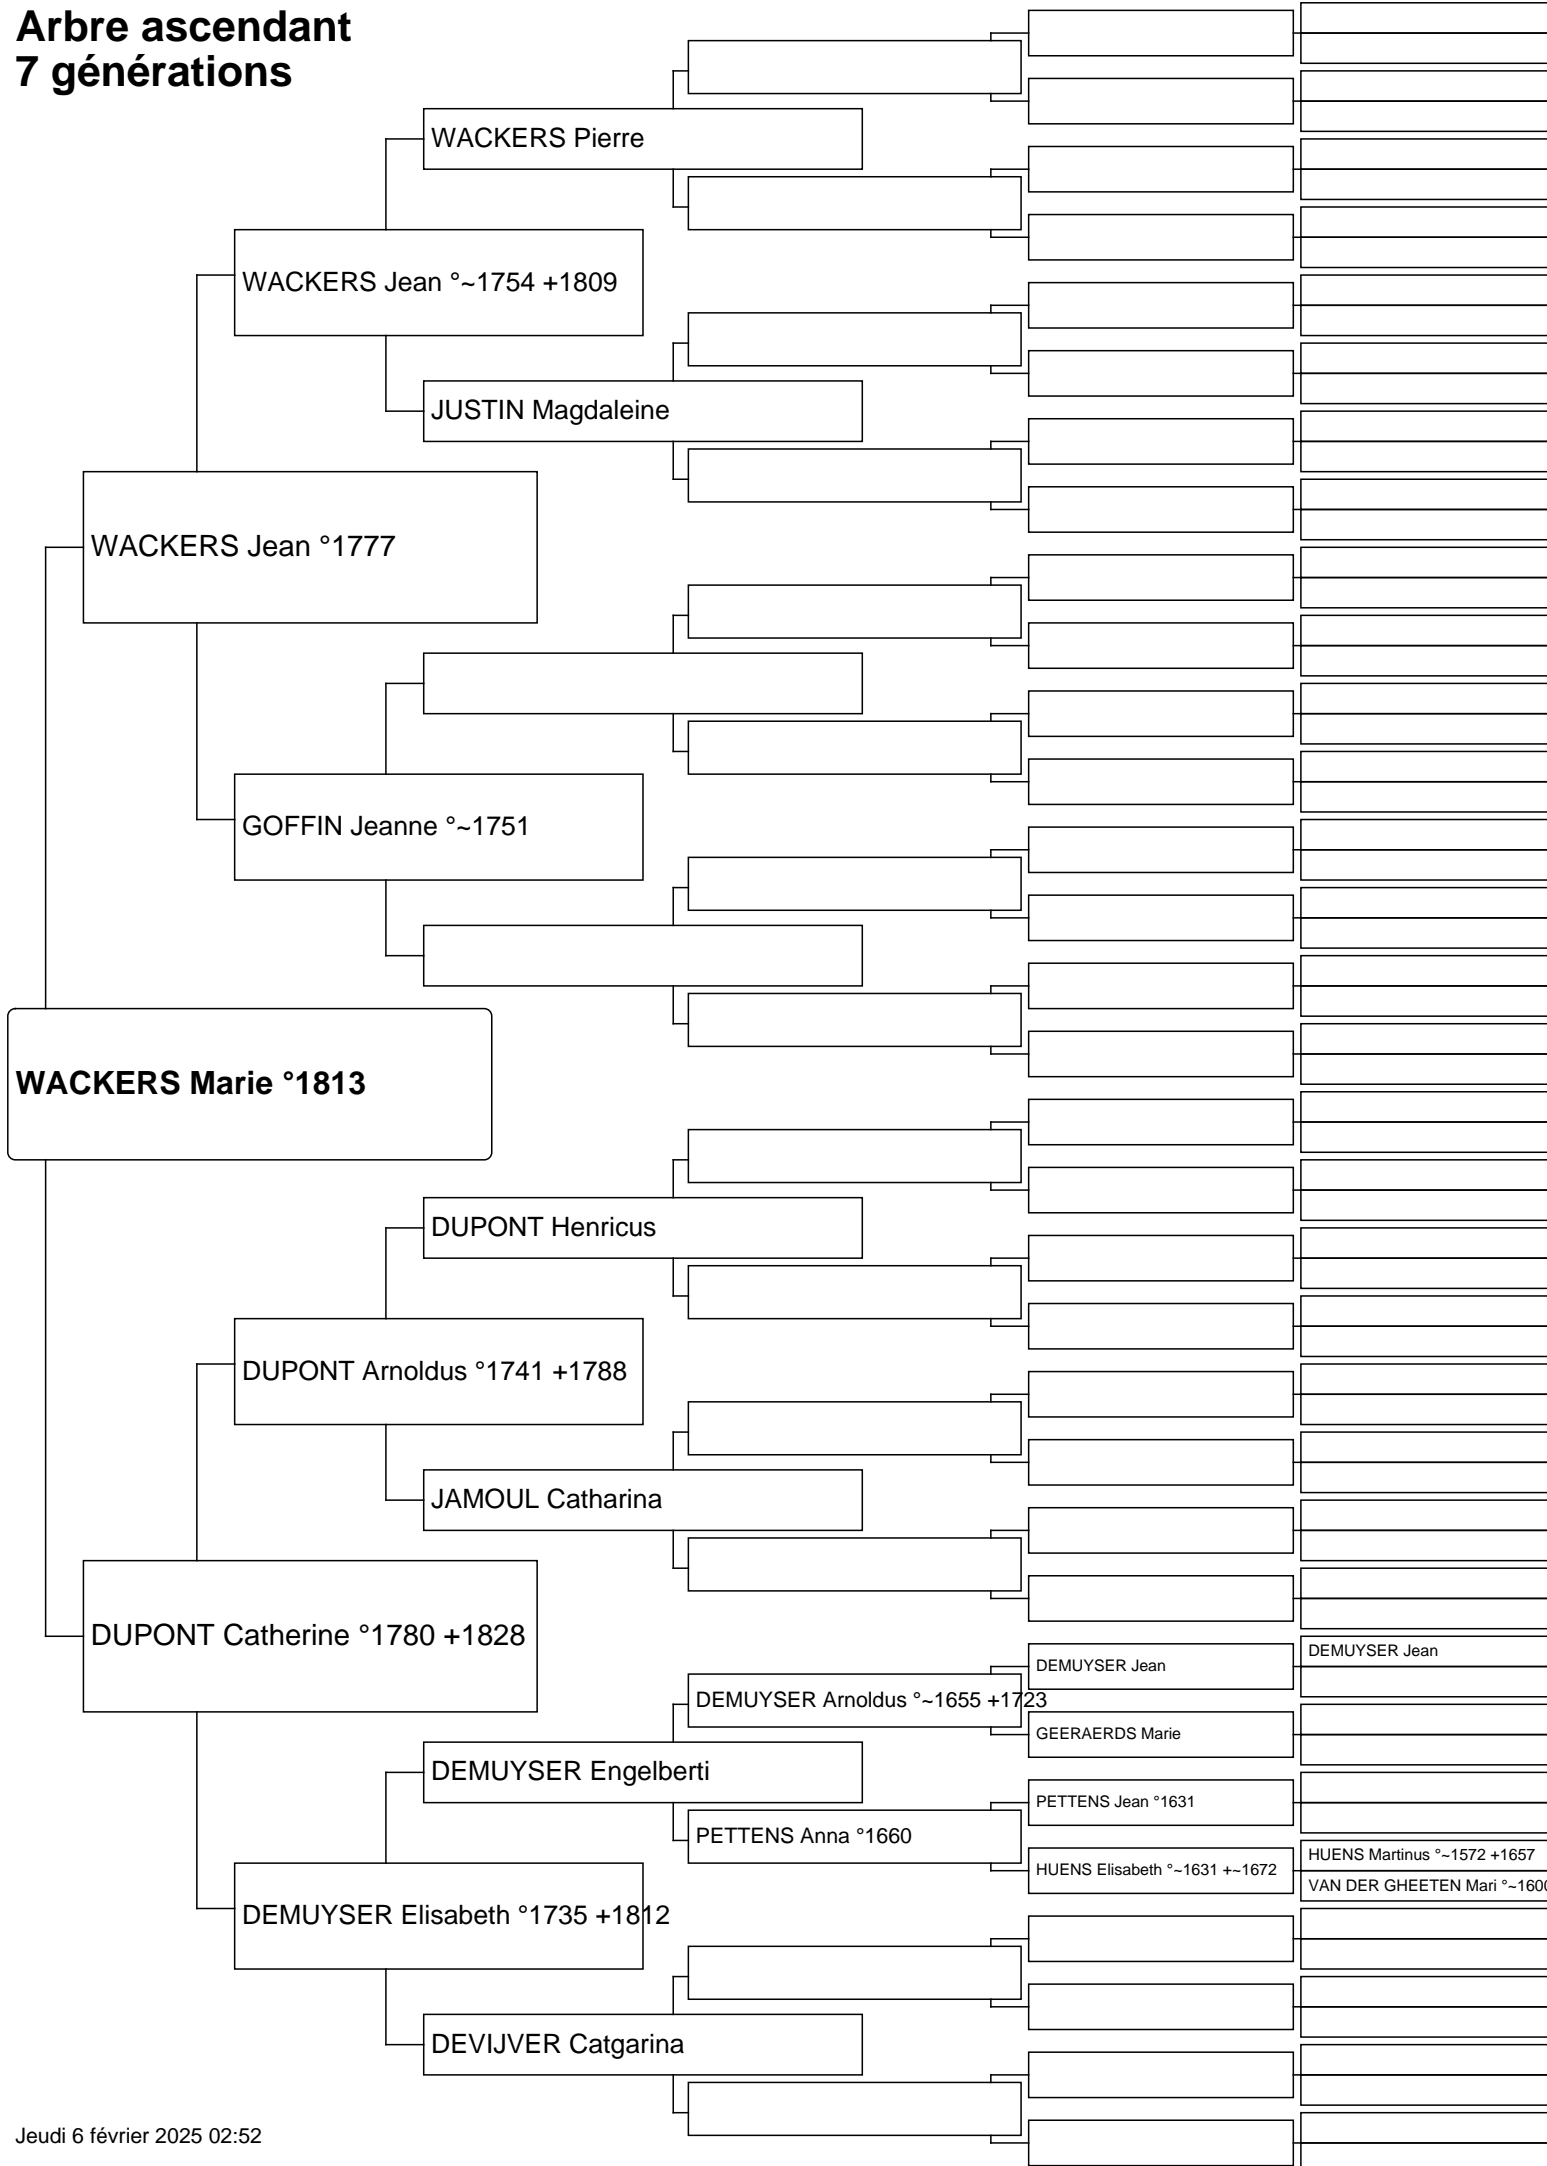 Arbre ascendant
7 générations
WACKERS Pierre
WACKERS Jean °~1754 +1809
JUSTIN Magdaleine
WACKERS Jean °1777
GOFFIN Jeanne °~1751
WACKERS Marie °1813
DUPONT Henricus
DUPONT Arnoldus °1741 +1788
JAMOUL Catharina
DUPONT Catherine °1780 +1828
DEMUYSER Jean
DEMUYSER Jean
DEMUYSER Arnoldus °~1655 +1723
GEERAERDS Marie
DEMUYSER Engelberti
PETTENS Jean °1631
PETTENS Anna °1660
HUENS Martinus °~1572 +1657
HUENS Elisabeth °~1631 +~1672
VAN DER GHEETEN Mari °~1600
DEMUYSER Elisabeth °1735 +1812
DEVIJVER Catgarina
Jeudi 6 février 2025 02:52